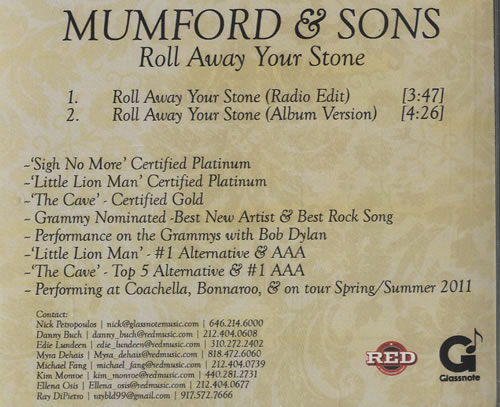 MUMFORD & SONS
Roll Away Your Stone
1. Roll Away Your Stone (Radio Edit) [3:47]
2. Roll Away Your Stone (Album Version) [4:26]
-'Sigh No More' Certified Platinum
-'Little Lion Man' Certified Platinum
-'The Cave' - Certified Gold
- Grammy Nominated -Best New Artist & Best Rock Song
- Performance on the Grammys with Bob Dylan
-'Little Lion Man' - #1 Alternative & AAA
-'The Cave' - Top 5 Alternative & #1 AAA
- Performing at Coachella, Bonnaroo, & on tour Spring/Summer 2011
Contact:
Nick Petropoulos | nick@glassnotemusic.com | 646.214.6000
Danny Buch | danny_buch@redmusic.com | 212.404.0608
Edie Lundeen | edie_lundeen@redmusic.com | 310.272.2402
Myra Dehais | Myra_dehais@redmusic.com | 818.472.6060
Michael Fang | michael_fang@redmusic.com | 212.404.0739
Kim Monroe | kim_monroe@redmusic.com | 440.281.2731
Ellena Osis | Ellena_osis@redmusic.com | 212.404.0677
Ray DiPietro | raybld99@gmail.com | 917.572.7666
RED
G
Glassnote